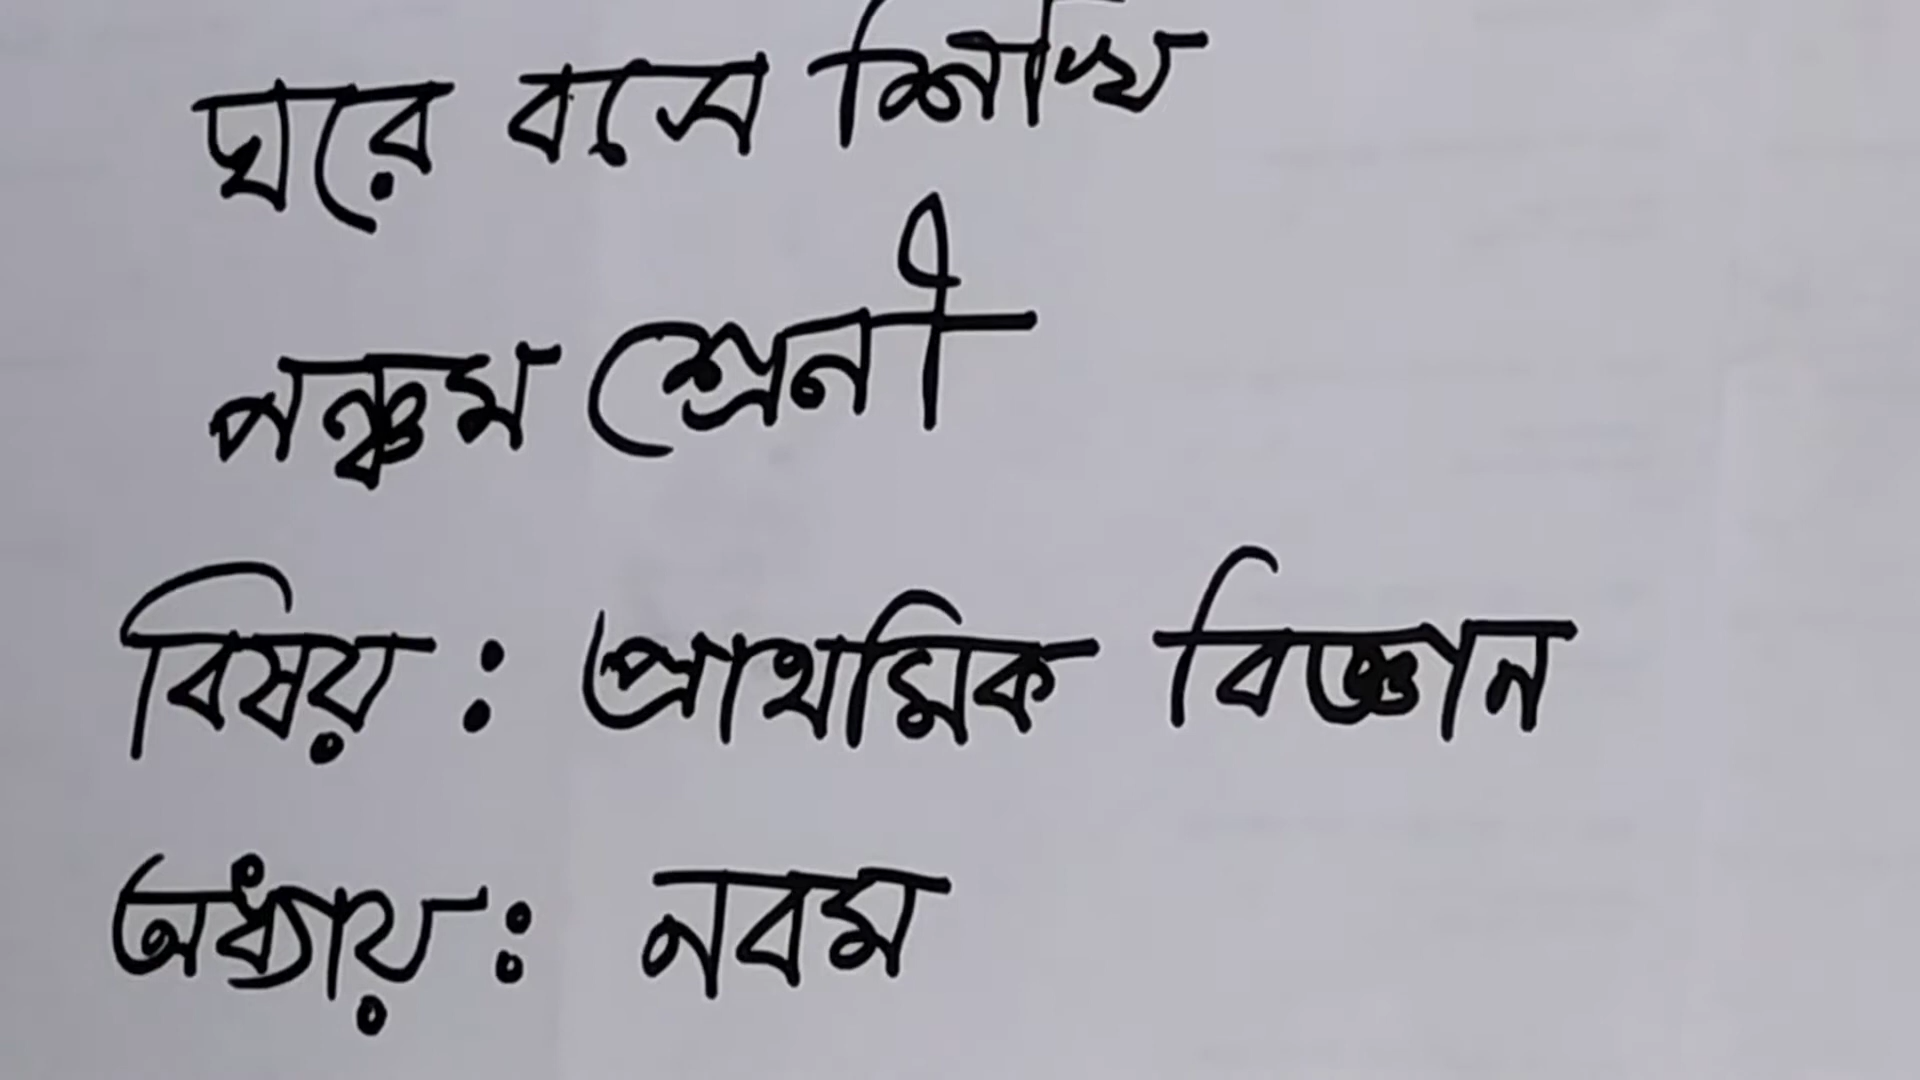 ঘরে বসে শিখি
পঞ্চম শ্রেনী
বিষয় : প্রাথমিক বিজ্ঞান
অধ্যায় : নবম